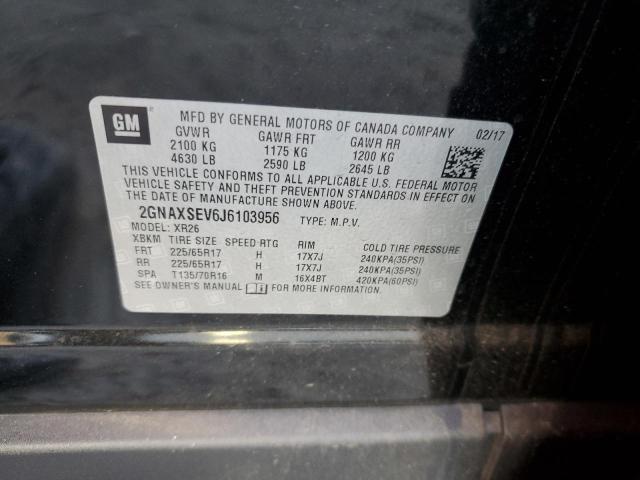 GM
MFD BY GENERAL MOTORS OF CANADA COMPANY 02/17
GVWR GAWR FRT GAWR RR
2100 KG 1175 KG 1200 KG
4630 LB 2590 LB 2645 LB
THIS VEHICLE CONFORMS TO ALL APPLICABLE U.S. FEDERAL MOTOR
VEHICLE SAFETY AND THEFT PREVENTION STANDARDS IN EFFECT ON
THE DATE OF MANUFACTURE SHOWN ABOVE.
2GNAXSEV6J6103956 TYPE: M.P.V.
MODEL: XR26
XBKM TIRE SIZE SPEED RTG RIM COLD TIRE PRESSURE
FRT 225/65R17 H 17X7J 240KPA(35PSI)
RR 225/65R17 H 17X7J 240KPA(35PSI)
SPA T135/70R16 M 16X4BT 420KPA(60PSI)
SEE OWNER'S MANUAL FOR MORE INFORMATION.